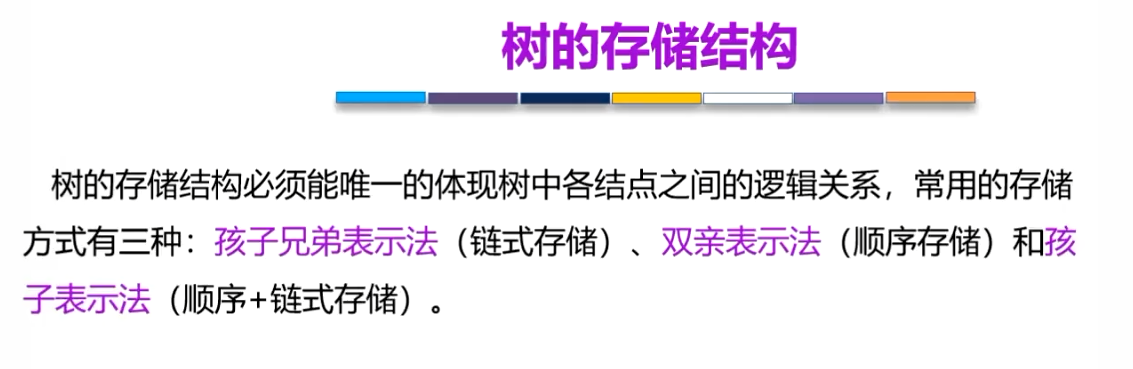 树的存储结构
树的存储结构必须能唯一的体现树中各结点之间的逻辑关系，常用的存储
方式有三种：孩子兄弟表示法（链式存储）、双亲表示法（顺序存储）和孩
子表示法（顺序+链式存储）。